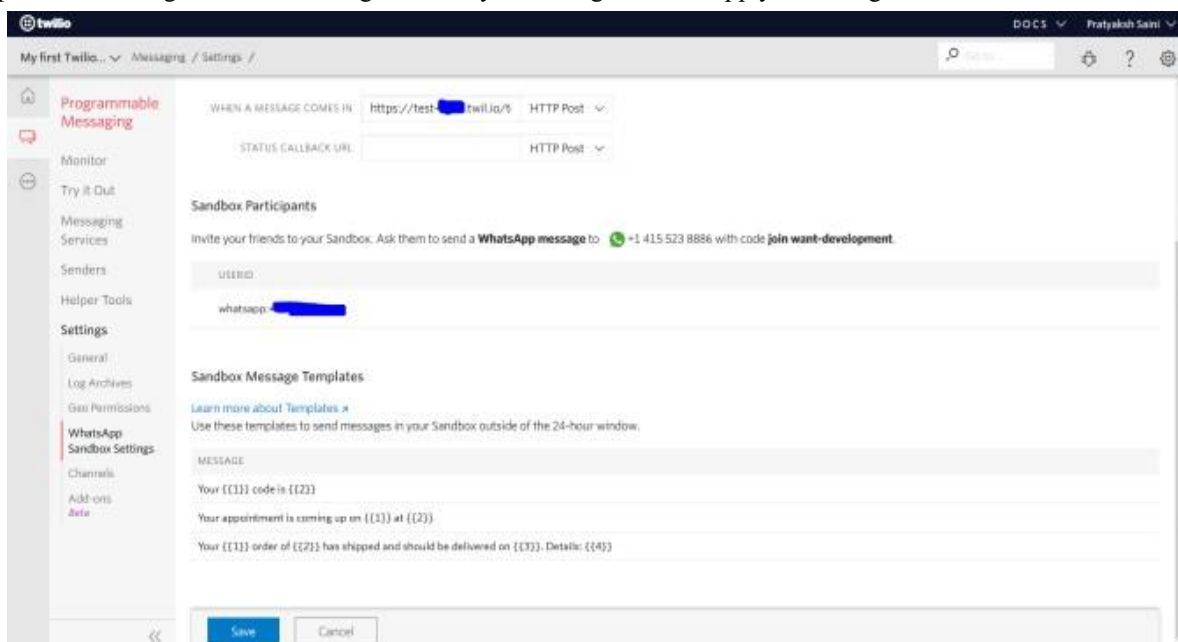 twilio
DOCS Pratyaksh Saini
My first Twilio... Messaging / Settings /
Programmable
Messaging
Monitor
Try it Out
Messaging
Services
Senders
Helper Tools
Settings
General
Log Archives
Geo Permissions
WhatsApp
Sandbox Settings
Channels
Add-ons
Beta
WHEN A MESSAGE COMES IN https://test- twil.io/ HTTP Post
STATUS CALLBACK URL HTTP Post
Sandbox Participants
Invite your friends to your Sandbox. Ask them to send a WhatsApp message to +1 415 523 8886 with code join want-development.
USERID
whatsapp:
Sandbox Message Templates
Learn more about Templates
Use these templates to send messages in your Sandbox outside of the 24-hour window.
MESSAGE
Your {{1}} code is {{2}}
Your appointment is coming up on {{1}} at {{2}}
Your {{1}} order of {{2}} has shipped and should be delivered on {{3}}. Details: {{4}}
Save Cancel